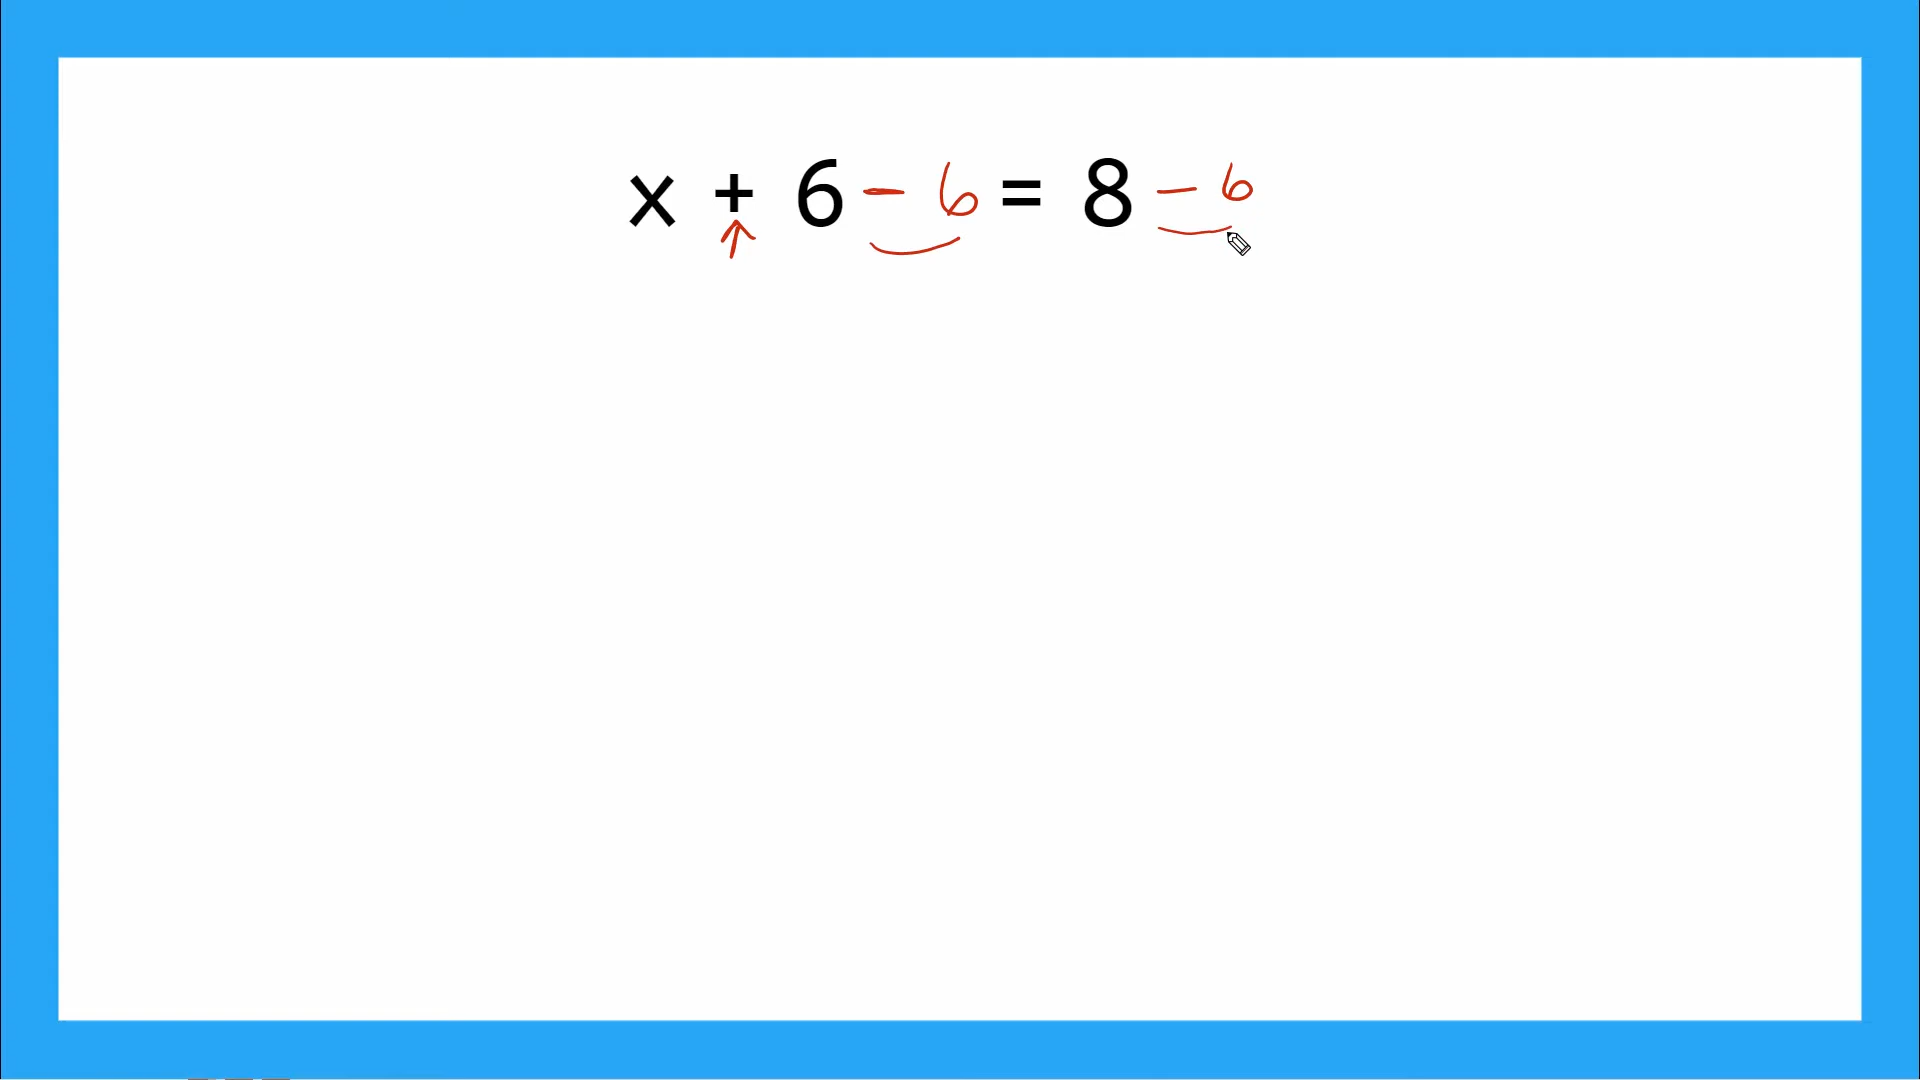 x + 6 - 6 = 8 - 6